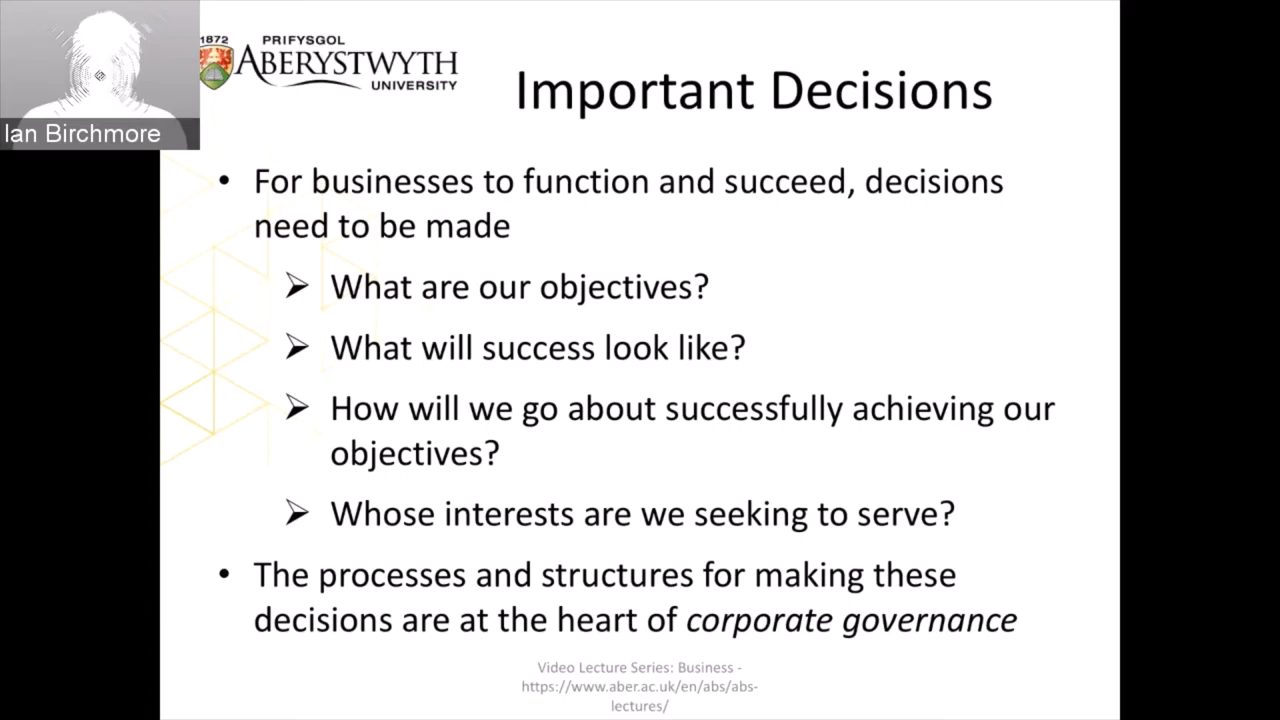 1872
PRIFYSGOL
ABERYSTWYTH
UNIVERSITY
Important Decisions
Ian Birchmore
• For businesses to function and succeed, decisions
need to be made
➢ What are our objectives?
➢ What will success look like?
➢ How will we go about successfully achieving our
objectives?
➢ Whose interests are we seeking to serve?
• The processes and structures for making these
decisions are at the heart of corporate governance
Video Lecture Series: Business -
https://www.aber.ac.uk/en/abs/abs-
lectures/